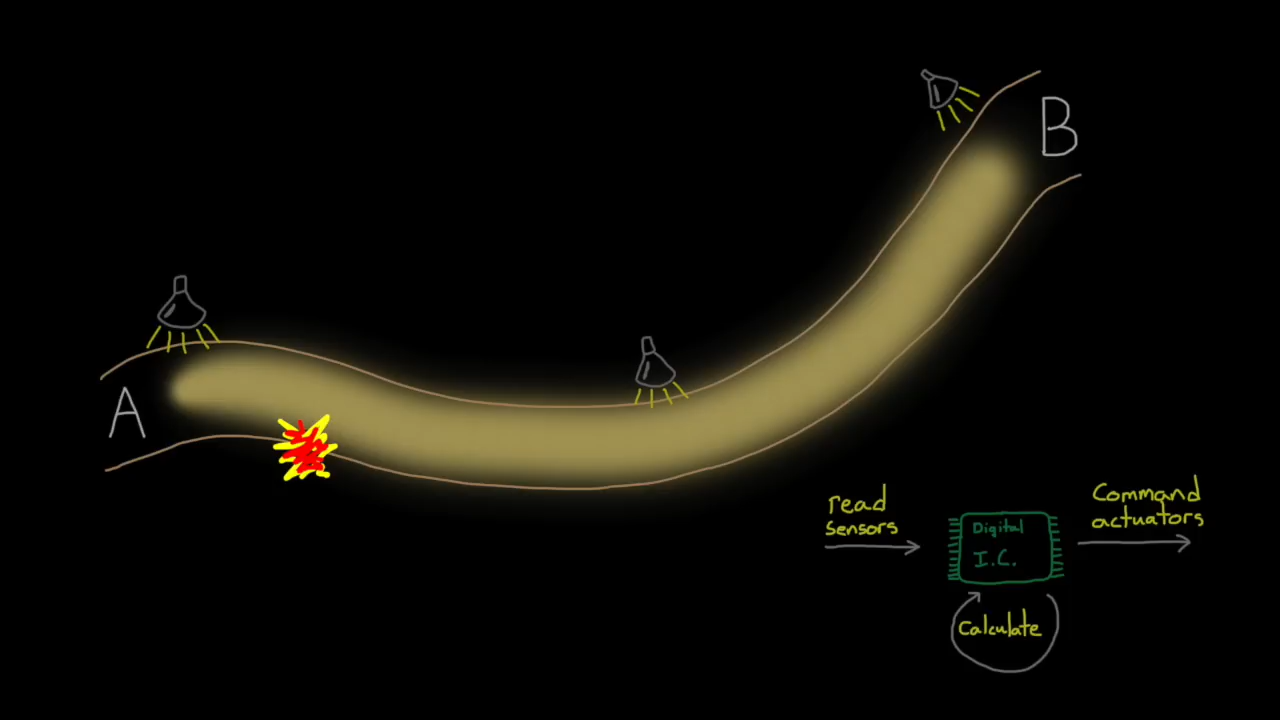 A
B
read
sensors
Digital
I.C.
Command
actuators
Calculate